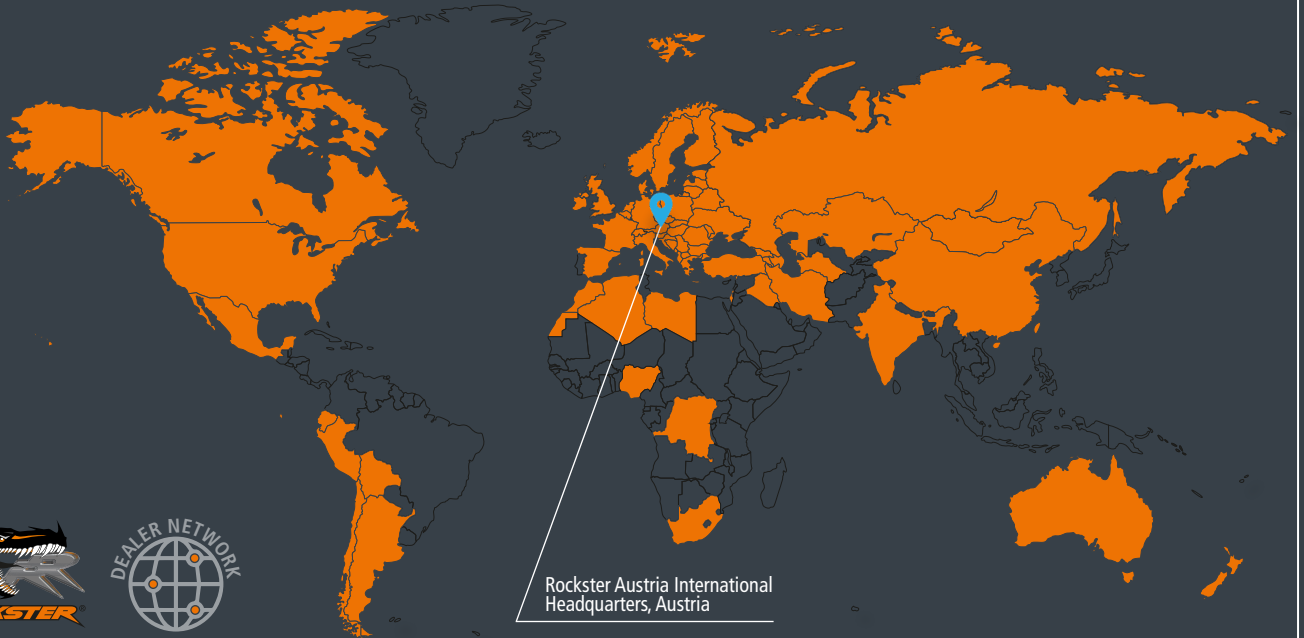 DEALER NETWORK
Rockster Austria International
Headquarters, Austria
KSTER®